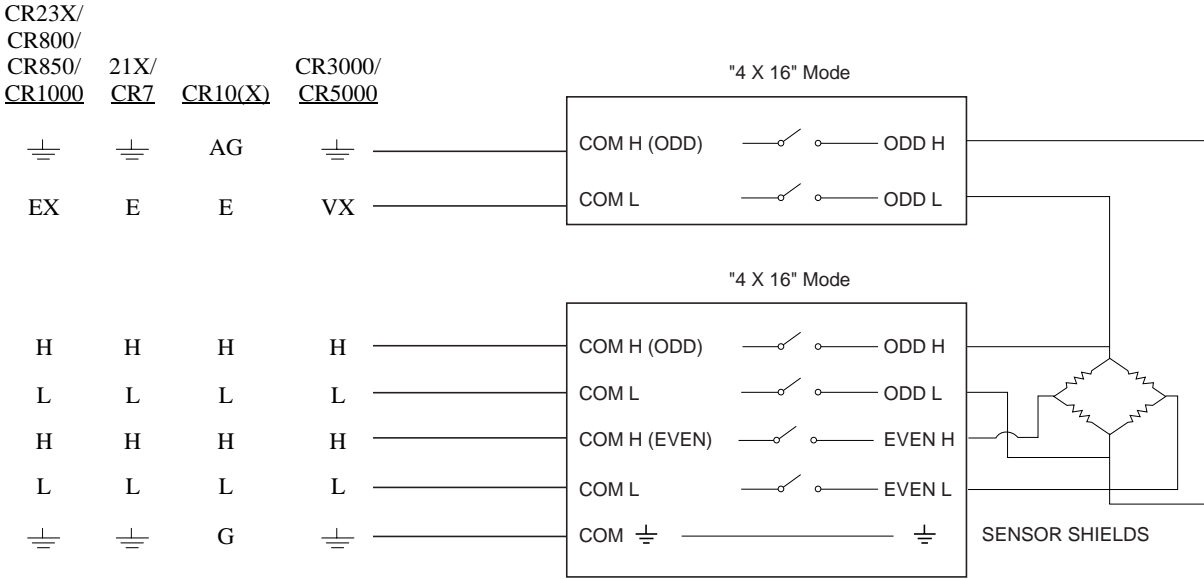 CR23X/
CR800/
CR850/ 21X/ CR3000/
CR1000 CR7 CR10(X) CR5000
"4 X 16" Mode
AG COM H (ODD) ODD H
EX E E VX COM L ODD L
"4 X 16" Mode
H H H H COM H (ODD) ODD H
L L L L COM L ODD L
H H H H COM H (EVEN) EVEN H
L L L L COM L EVEN L
G COM SENSOR SHIELDS